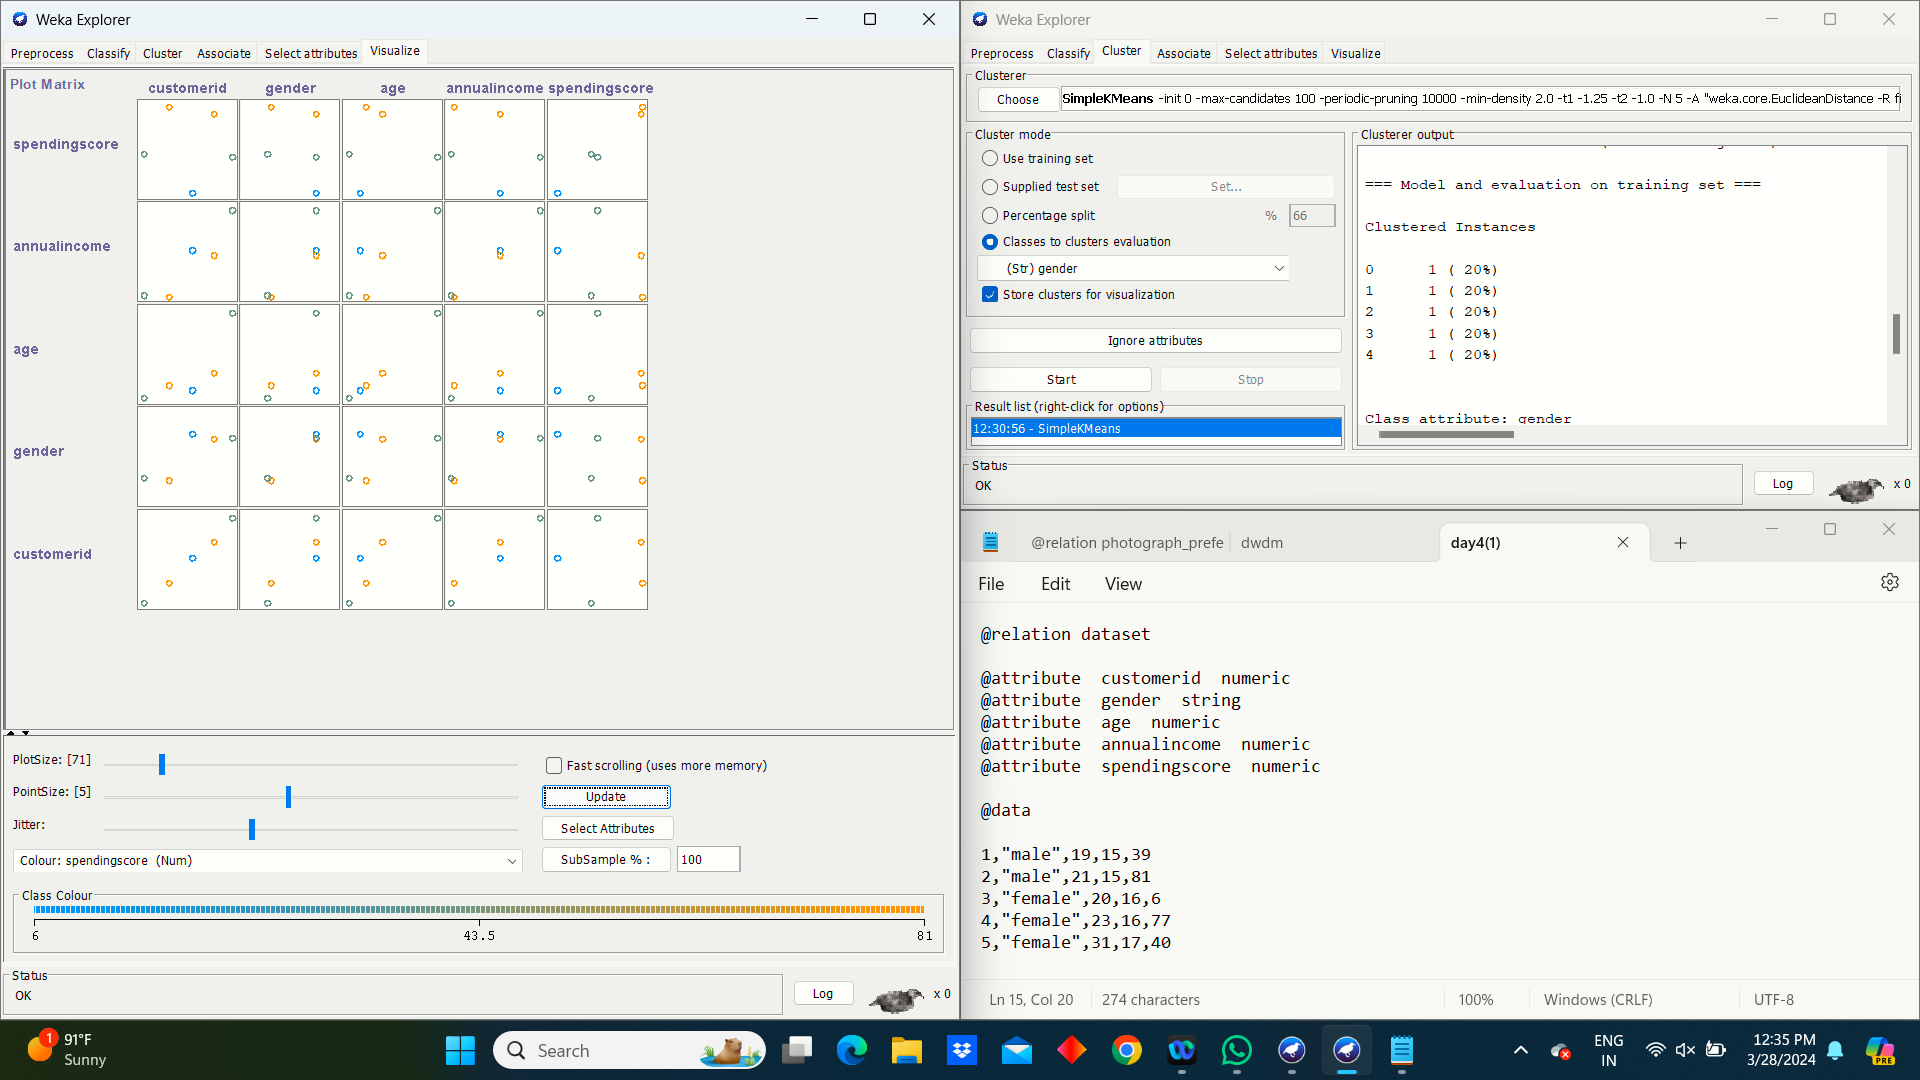 Weka Explorer
Preprocess Classify Cluster Associate Select attributes Visualize
Plot Matrix
customerid gender age annualincome spendingscore
spendingscore
annualincome
age
gender
customerid
PlotSize: [71]
PointSize: [5]
Jitter:
Fast scrolling (uses more memory)
Update
Select Attributes
Colour: spendingscore (Num)
SubSample % : 100
Class Colour
6 43.5 81
Status
OK
Log
x 0
Weka Explorer
Preprocess Classify Cluster Associate Select attributes Visualize
Clusterer
Choose SimpleKMeans -init 0 -max-candidates 100 -periodic-pruning 10000 -min-density 2.0 -t1 -1.25 -t2 -1.0 -N 5 -A "weka.core.EuclideanDistance -R fi
Cluster mode
Use training set
Supplied test set Set...
Percentage split % 66
Classes to clusters evaluation
(Str) gender
Store clusters for visualization
Ignore attributes
Start Stop
Result list (right-click for options)
12:30:56 - SimpleKMeans
Clusterer output
=== Model and evaluation on training set ===
Clustered Instances
0 1 ( 20%)
1 1 ( 20%)
2 1 ( 20%)
3 1 ( 20%)
4 1 ( 20%)
Class attribute: gender
Status
OK
Log
x 0
@relation photograph_prefe dwdm day4(1)
File Edit View
@relation dataset
@attribute customerid numeric
@attribute gender string
@attribute age numeric
@attribute annualincome numeric
@attribute spendingscore numeric
@data
1,"male",19,15,39
2,"male",21,15,81
3,"female",20,16,6
4,"female",23,16,77
5,"female",31,17,40
Ln 15, Col 20 274 characters 100% Windows (CRLF) UTF-8
1
91°F
Sunny
Search
ENG
IN
12:35 PM
3/28/2024
PRE